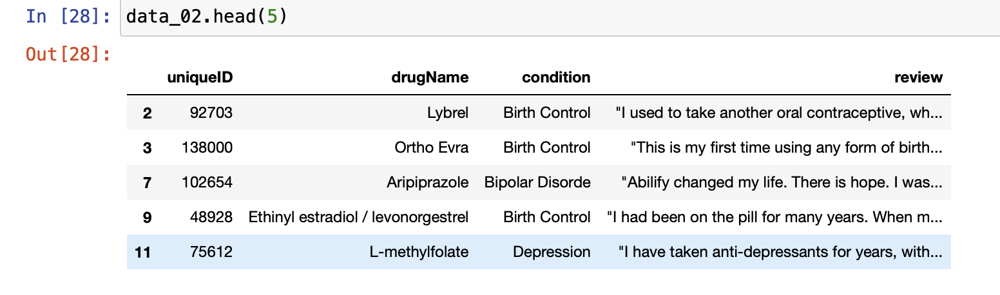 In [28]: data_02.head(5)
Out[28]:
uniqueID drugName condition review
2 92703 Lybrel Birth Control "I used to take another oral contraceptive, wh...
3 138000 Ortho Evra Birth Control "This is my first time using any form of birth...
7 102654 Aripiprazole Bipolar Disorde "Abilify changed my life. There is hope. I was...
9 48928 Ethinyl estradiol / levonorgestrel Birth Control "I had been on the pill for many years. When m...
11 75612 L-methylfolate Depression "I have taken anti-depressants for years, with...